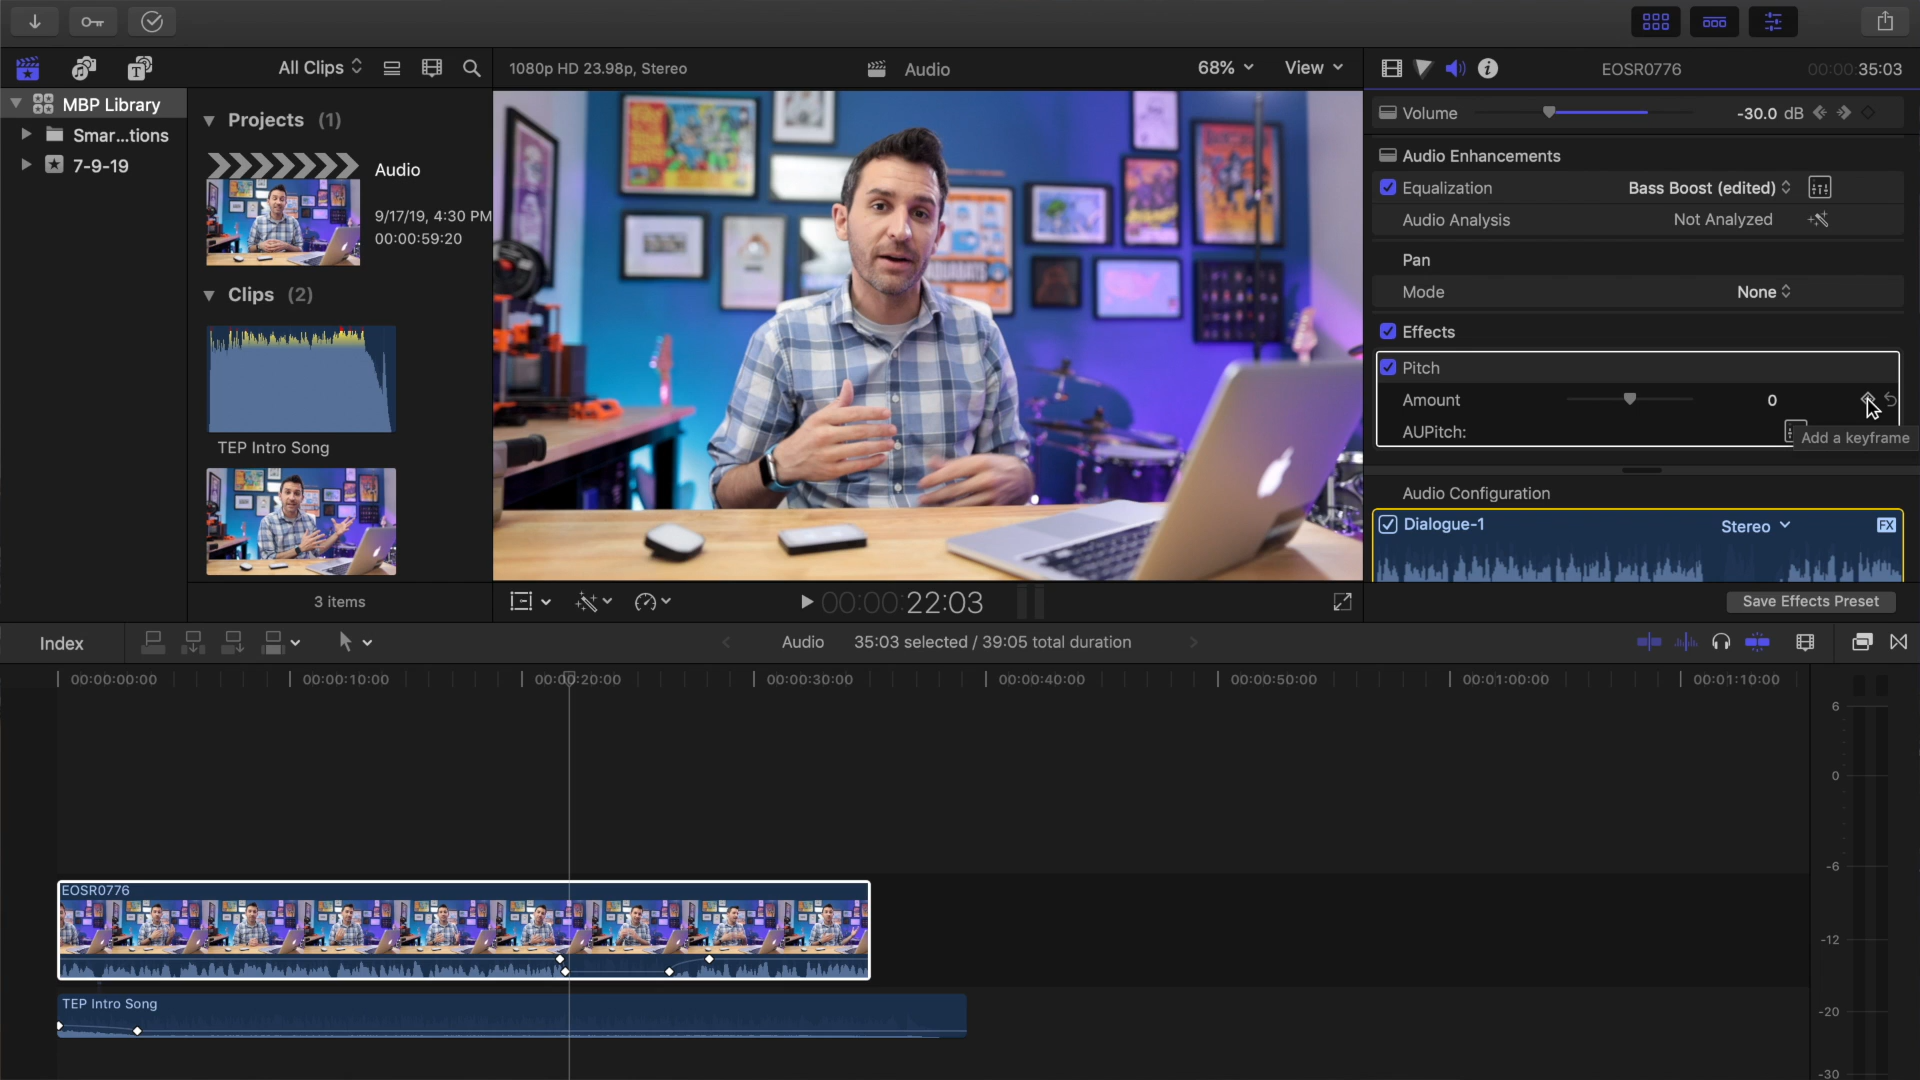 All Clips
1080p HD 23.98p, Stereo
Audio
68%
View
EOSR0776
00:00:35:03
MBP Library
Smar...tions
7-9-19
Projects (1)
Audio
9/17/19, 4:30 PM
00:00:59:20
Clips (2)
TEP Intro Song
Volume
-30.0 dB
Audio Enhancements
Equalization
Bass Boost (edited)
Audio Analysis
Not Analyzed
Pan
Mode
None
Effects
Pitch
Amount
0
AUPitch:
Add a keyframe
Audio Configuration
Dialogue-1
Stereo
FX
3 items
00:00:22:03
Save Effects Preset
Index
Audio
35:03 selected / 39:05 total duration
00:00:00:00
00:00:10:00
00:00:20:00
00:00:30:00
00:00:40:00
00:00:50:00
00:01:00:00
00:01:10:00
6
0
-6
-12
-20
-30
EOSR0776
TEP Intro Song